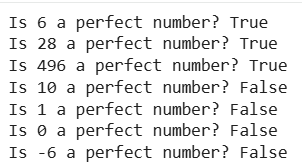 Is 6 a perfect number? True
Is 28 a perfect number? True
Is 496 a perfect number? True
Is 10 a perfect number? False
Is 1 a perfect number? False
Is 0 a perfect number? False
Is -6 a perfect number? False